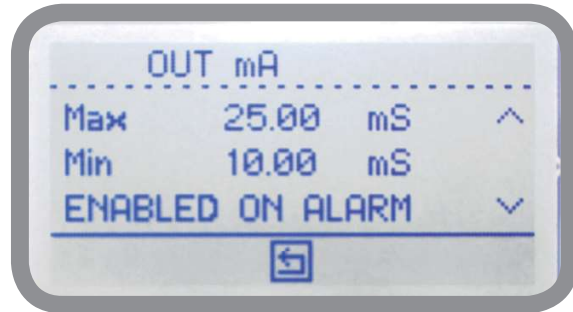 OUT mA
Max 25.00 mS
Min 10.00 mS
ENABLED ON ALARM